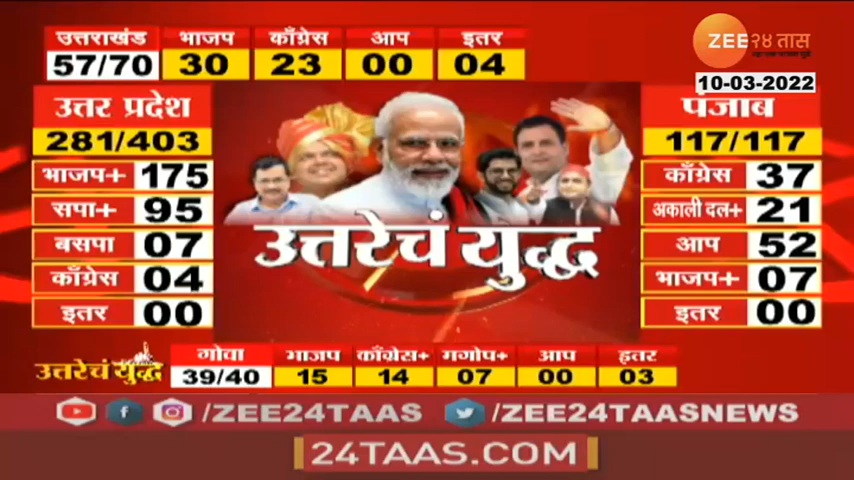 उत्तराखंड भाजप काँग्रेस आप इतर
57/70 30 23 00 04
ZEE २४ तास
10-03-2022
उत्तर प्रदेश
281/403
भाजप+ 175
सपा+ 95
बसपा 07
काँग्रेस 04
इतर 00
उत्तरेचं युद्ध
पंजाब
117/117
काँग्रेस 37
अकाली दल+ 21
आप 52
भाजप+ 07
इतर 00
उत्तरेचं युद्ध
गोवा भाजप काँग्रेस+ मगोप+ आप इतर
39/40 15 14 07 00 03
/ZEE24TAAS /ZEE24TAASNEWS
24TAAS.COM